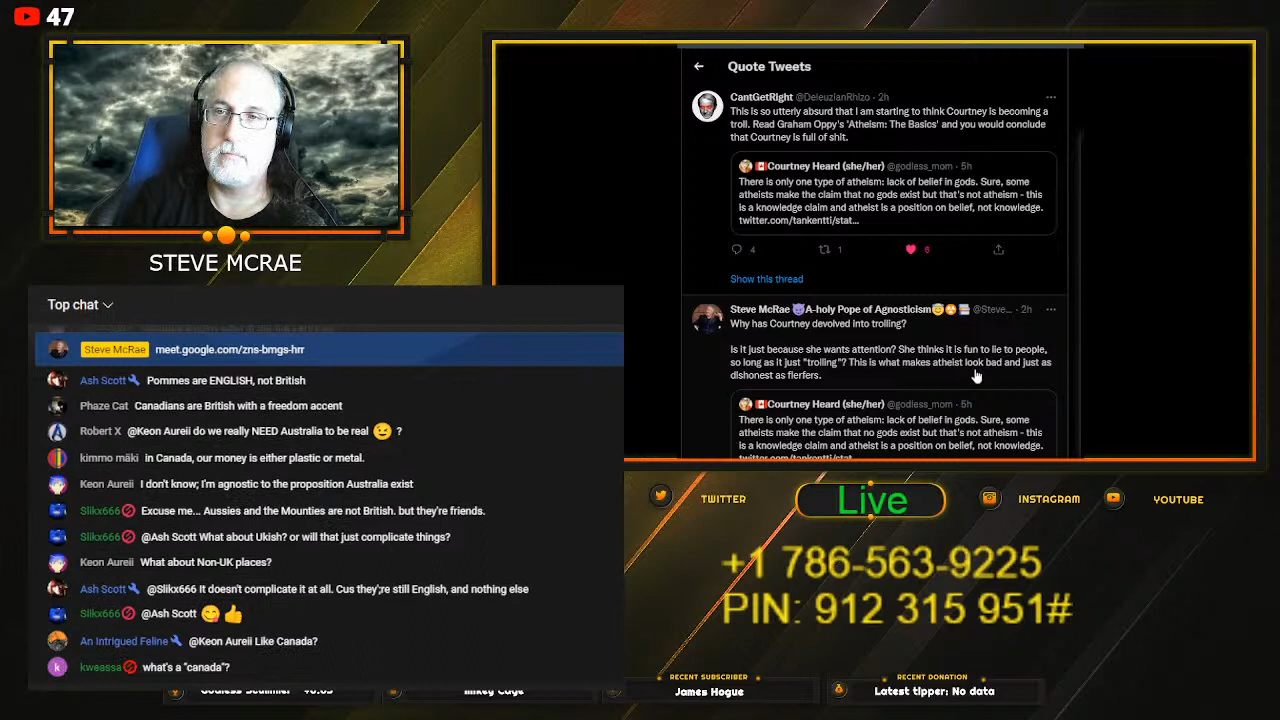 47
STEVE MCRAE
Top chat
Steve McRae meet.google.com/zns-bmgs-hrr
Ash Scott Pommes are ENGLISH, not British
Phaze Cat Canadians are British with a freedom accent
Robert X @Keon Aureii do we really NEED Australia to be real 😉 ?
kimmo mäki in Canada, our money is either plastic or metal.
Keon Aureii I don't know; I'm agnostic to the proposition Australia exist
Slikx666 Excuse me... Aussies and the Mounties are not British. but they're friends.
Slikx666 @Ash Scott What about Ukish? or will that just complicate things?
Keon Aureii What about Non-UK places?
Ash Scott @Slikx666 It doesn't complicate it at all. Cus they;re still English, and nothing else
Slikx666 @Ash Scott 😋👍
An Intrigued Feline @Keon Aureii Like Canada?
kweassa what's a "canada"?
Quote Tweets
CantGetRight @DeleuzianRhizo · 2h
This is so utterly absurd that I am starting to think Courtney is becoming a
troll. Read Graham Oppy's 'Atheism: The Basics' and you would conclude
that Courtney is full of shit.
Courtney Heard (she/her) @godless_mom · 5h
There is only one type of atheism: lack of belief in gods. Sure, some
atheists make the claim that no gods exist but that's not atheism - this
is a knowledge claim and atheist is a position on belief, not knowledge.
twitter.com/tankentti/stat...
4 1 6
Show this thread
Steve McRae 😈A-holy Pope of Agnosticism @Steve... · 2h
Why has Courtney devolved into trolling?
Is it just because she wants attention? She thinks it is fun to lie to people,
so long as it just "trolling"? This is what makes atheist look bad and just as
dishonest as flerfers.
Courtney Heard (she/her) @godless_mom · 5h
There is only one type of atheism: lack of belief in gods. Sure, some
atheists make the claim that no gods exist but that's not atheism - this
is a knowledge claim and atheist is a position on belief, not knowledge.
twitter.com/tankentti/stat...
TWITTER
Live
INSTAGRAM
YOUTUBE
+1 786-563-9225
PIN: 912 315 951#
RECENT SUBSCRIBER
James Hogue
RECENT DONATION
Latest tipper: No data